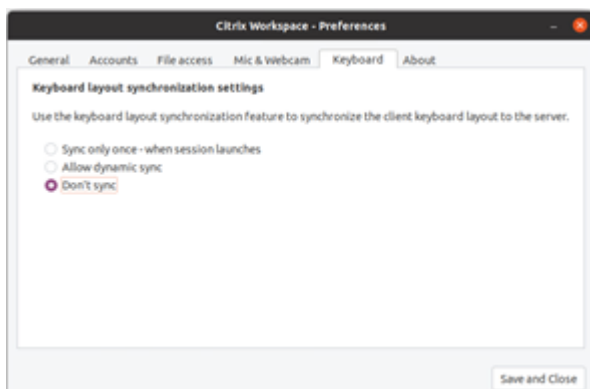 Citrix Workspace - Preferences
General Accounts File access Mic & Webcam Keyboard About
Keyboard layout synchronization settings
Use the keyboard layout synchronization feature to synchronize the client keyboard layout to the server.
Sync only once - when session launches
Allow dynamic sync
Don't sync
Save and Close